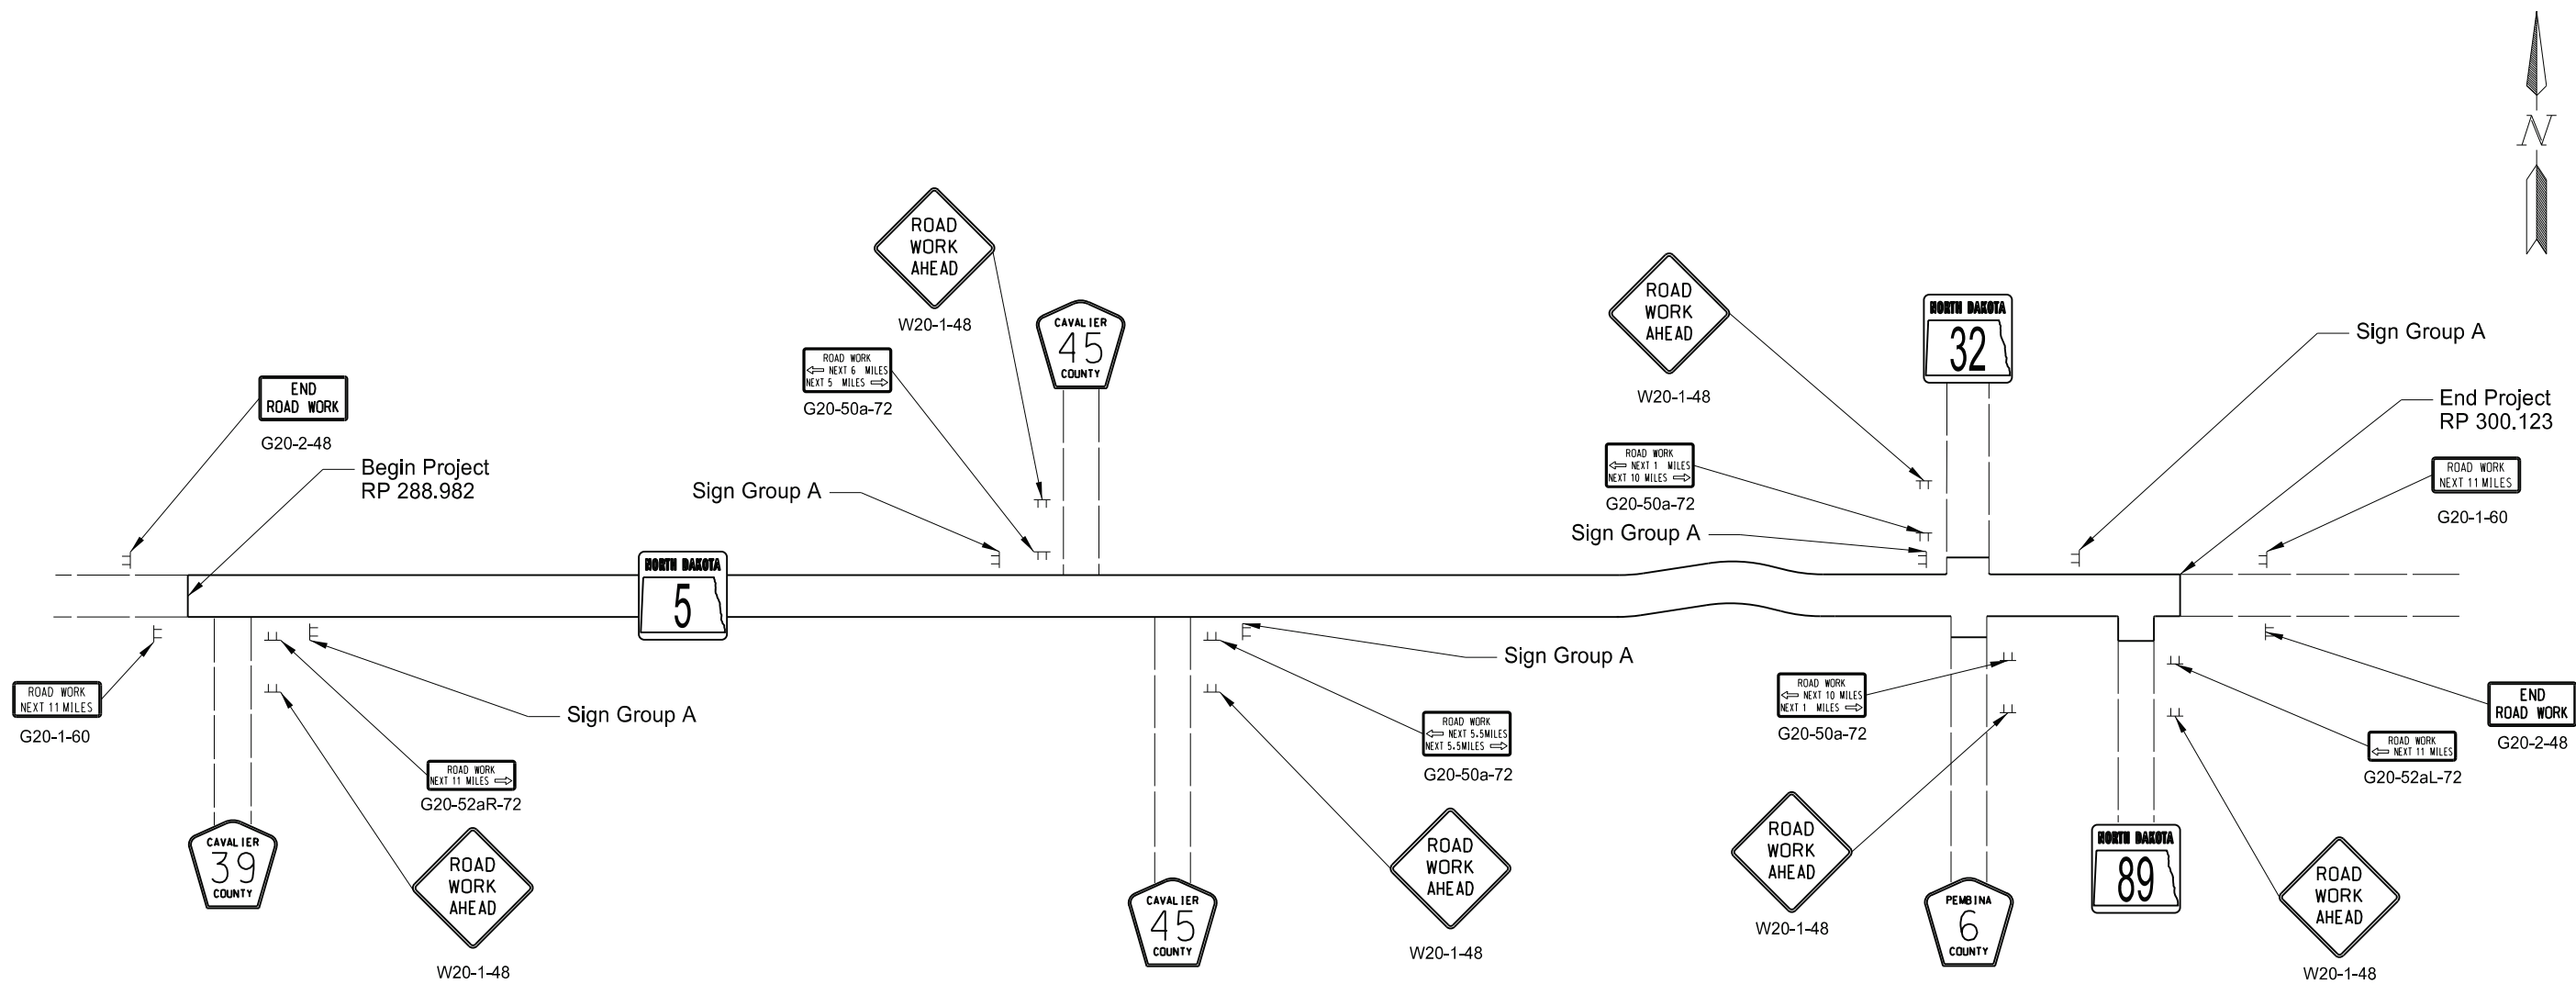 N
ROAD
WORK
AHEAD
W20-1-48
CAVALIER
45
COUNTY
ROAD WORK
NEXT 6 MILES
NEXT 5 MILES
G20-50a-72
END
ROAD WORK
G20-2-48
Begin Project
RP 288.982
Sign Group A
ROAD
WORK
AHEAD
W20-1-48
NORTH DAKOTA
32
Sign Group A
End Project
RP 300.123
ROAD WORK
NEXT 1 MILES
NEXT 10 MILES
G20-50a-72
Sign Group A
ROAD WORK
NEXT 11 MILES
G20-1-60
NORTH DAKOTA
5
ROAD WORK
NEXT 11 MILES
G20-1-60
Sign Group A
ROAD WORK
NEXT 11 MILES
G20-52aR-72
CAVALIER
39
COUNTY
ROAD
WORK
AHEAD
W20-1-48
Sign Group A
ROAD WORK
NEXT 5.5MILES
NEXT 5.5MILES
G20-50a-72
CAVALIER
45
COUNTY
ROAD
WORK
AHEAD
W20-1-48
ROAD WORK
NEXT 10 MILES
NEXT 1 MILES
G20-50a-72
ROAD
WORK
AHEAD
W20-1-48
PEMBINA
6
COUNTY
NORTH DAKOTA
89
END
ROAD WORK
G20-2-48
ROAD WORK
NEXT 11 MILES
G20-52aL-72
ROAD
WORK
AHEAD
W20-1-48